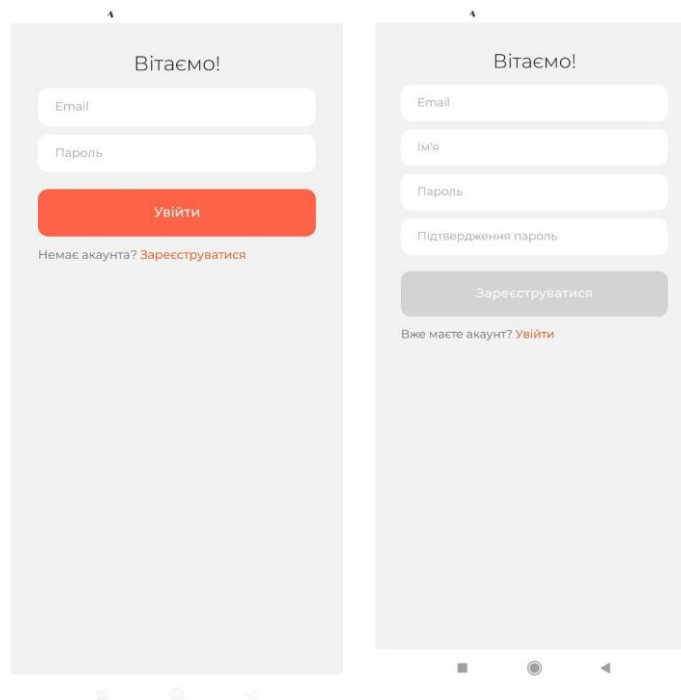 Вітаємо!
Email
Пароль
Увійти
Немає акаунта? Зареєструватися
Вітаємо!
Email
Ім'я
Пароль
Підтвердження пароль
Зареєструватися
Вже маєте акаунт? Увійти